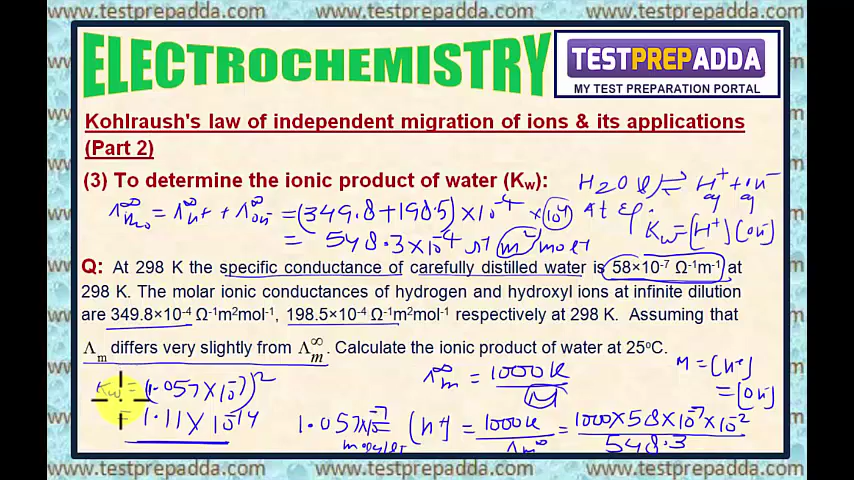 www.testprepadda.com www.testprepadda.com www.testprepadda.com
ELECTROCHEMISTRY
TESTPREPADDA
MY TEST PREPARATION PORTAL
Kohlraush's law of independent migration of ions & its applications
(Part 2)
(3) To determine the ionic product of water (Kw):
H2O ⇌ H+ + OH-
aq aq
Λ∞m H2O = Λ∞H+ + Λ∞OH- = (349.8+198.5)×10-4 ×104
At eq.
= 548.3×10-4 m2 mol-1
Kw = [H+] [OH-]
Q: At 298 K the specific conductance of carefully distilled water is 58×10-7 Ω-1m-1 at
298 K. The molar ionic conductances of hydrogen and hydroxyl ions at infinite dilution
are 349.8×10-4 Ω-1m2mol-1, 198.5×10-4 Ω-1m2mol-1 respectively at 298 K. Assuming that
Λm differs very slightly from Λ∞m. Calculate the ionic product of water at 25oC.
Λ∞m = 1000K / M
M = [H+]
= [OH-]
Kw = (1.057×10-7)2
= 1.11×10-14
1.057×10-7
[H+] = 1000K / Λm∞ = 1000×58×10-7×10-2 / 548.3
www.testprepadda.com www.testprepadda.com www.testprepadda.com